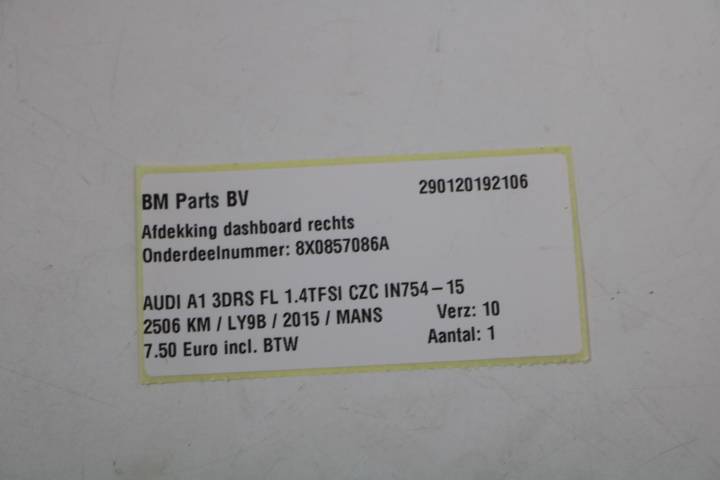 BM Parts BV 290120192106
Afdekking dashboard rechts
Onderdeelnummer: 8X0857086A
AUDI A1 3DRS FL 1.4TFSI CZC IN754-15
2506 KM / LY9B / 2015 / MANS Verz: 10
7.50 Euro incl. BTW Aantal: 1